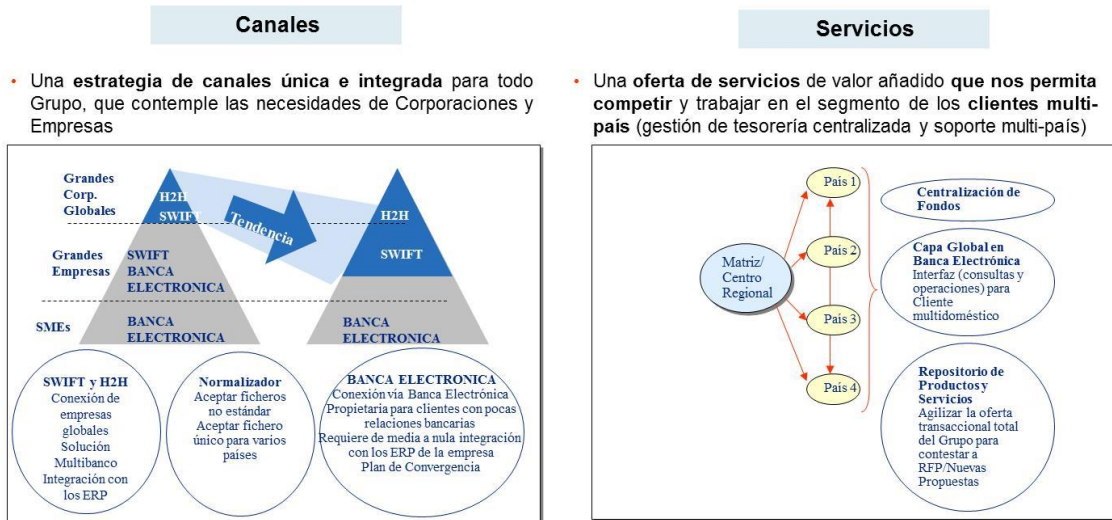 Canales
• Una estrategia de canales única e integrada para todo
Grupo, que contemple las necesidades de Corporaciones y
Empresas
Grandes
Corp.
Globales
H2H
SWIFT
Tendencia
H2H
SWIFT
Grandes
Empresas
SWIFT
BANCA
ELECTRONICA
SMEs
BANCA
ELECTRONICA
BANCA
ELECTRONICA
SWIFT y H2H
Conexión de
empresas
globales
Solución
Multibanco
Integración con
los ERP
Normalizador
Aceptar ficheros
no estándar
Aceptar fichero
único para varios
países
BANCA ELECTRONICA
Conexión vía Banca Electrónica
Propietaria para clientes con pocas
relaciones bancarias
Requiere de media a nula integración
con los ERP de la empresa
Plan de Convergencia
Servicios
• Una oferta de servicios de valor añadido que nos permita
competir y trabajar en el segmento de los clientes multi-
país (gestión de tesorería centralizada y soporte multi-país)
Matriz/
Centro
Regional
País 1
País 2
País 3
País 4
Centralización de
Fondos
Capa Global en
Banca Electrónica
Interfaz (consultas y
operaciones) para
Cliente
multidoméstico
Repositorio de
Productos y
Servicios
Agilizar la oferta
transaccional total
del Grupo para
contestar a
RFP/Nuevas
Propuestas